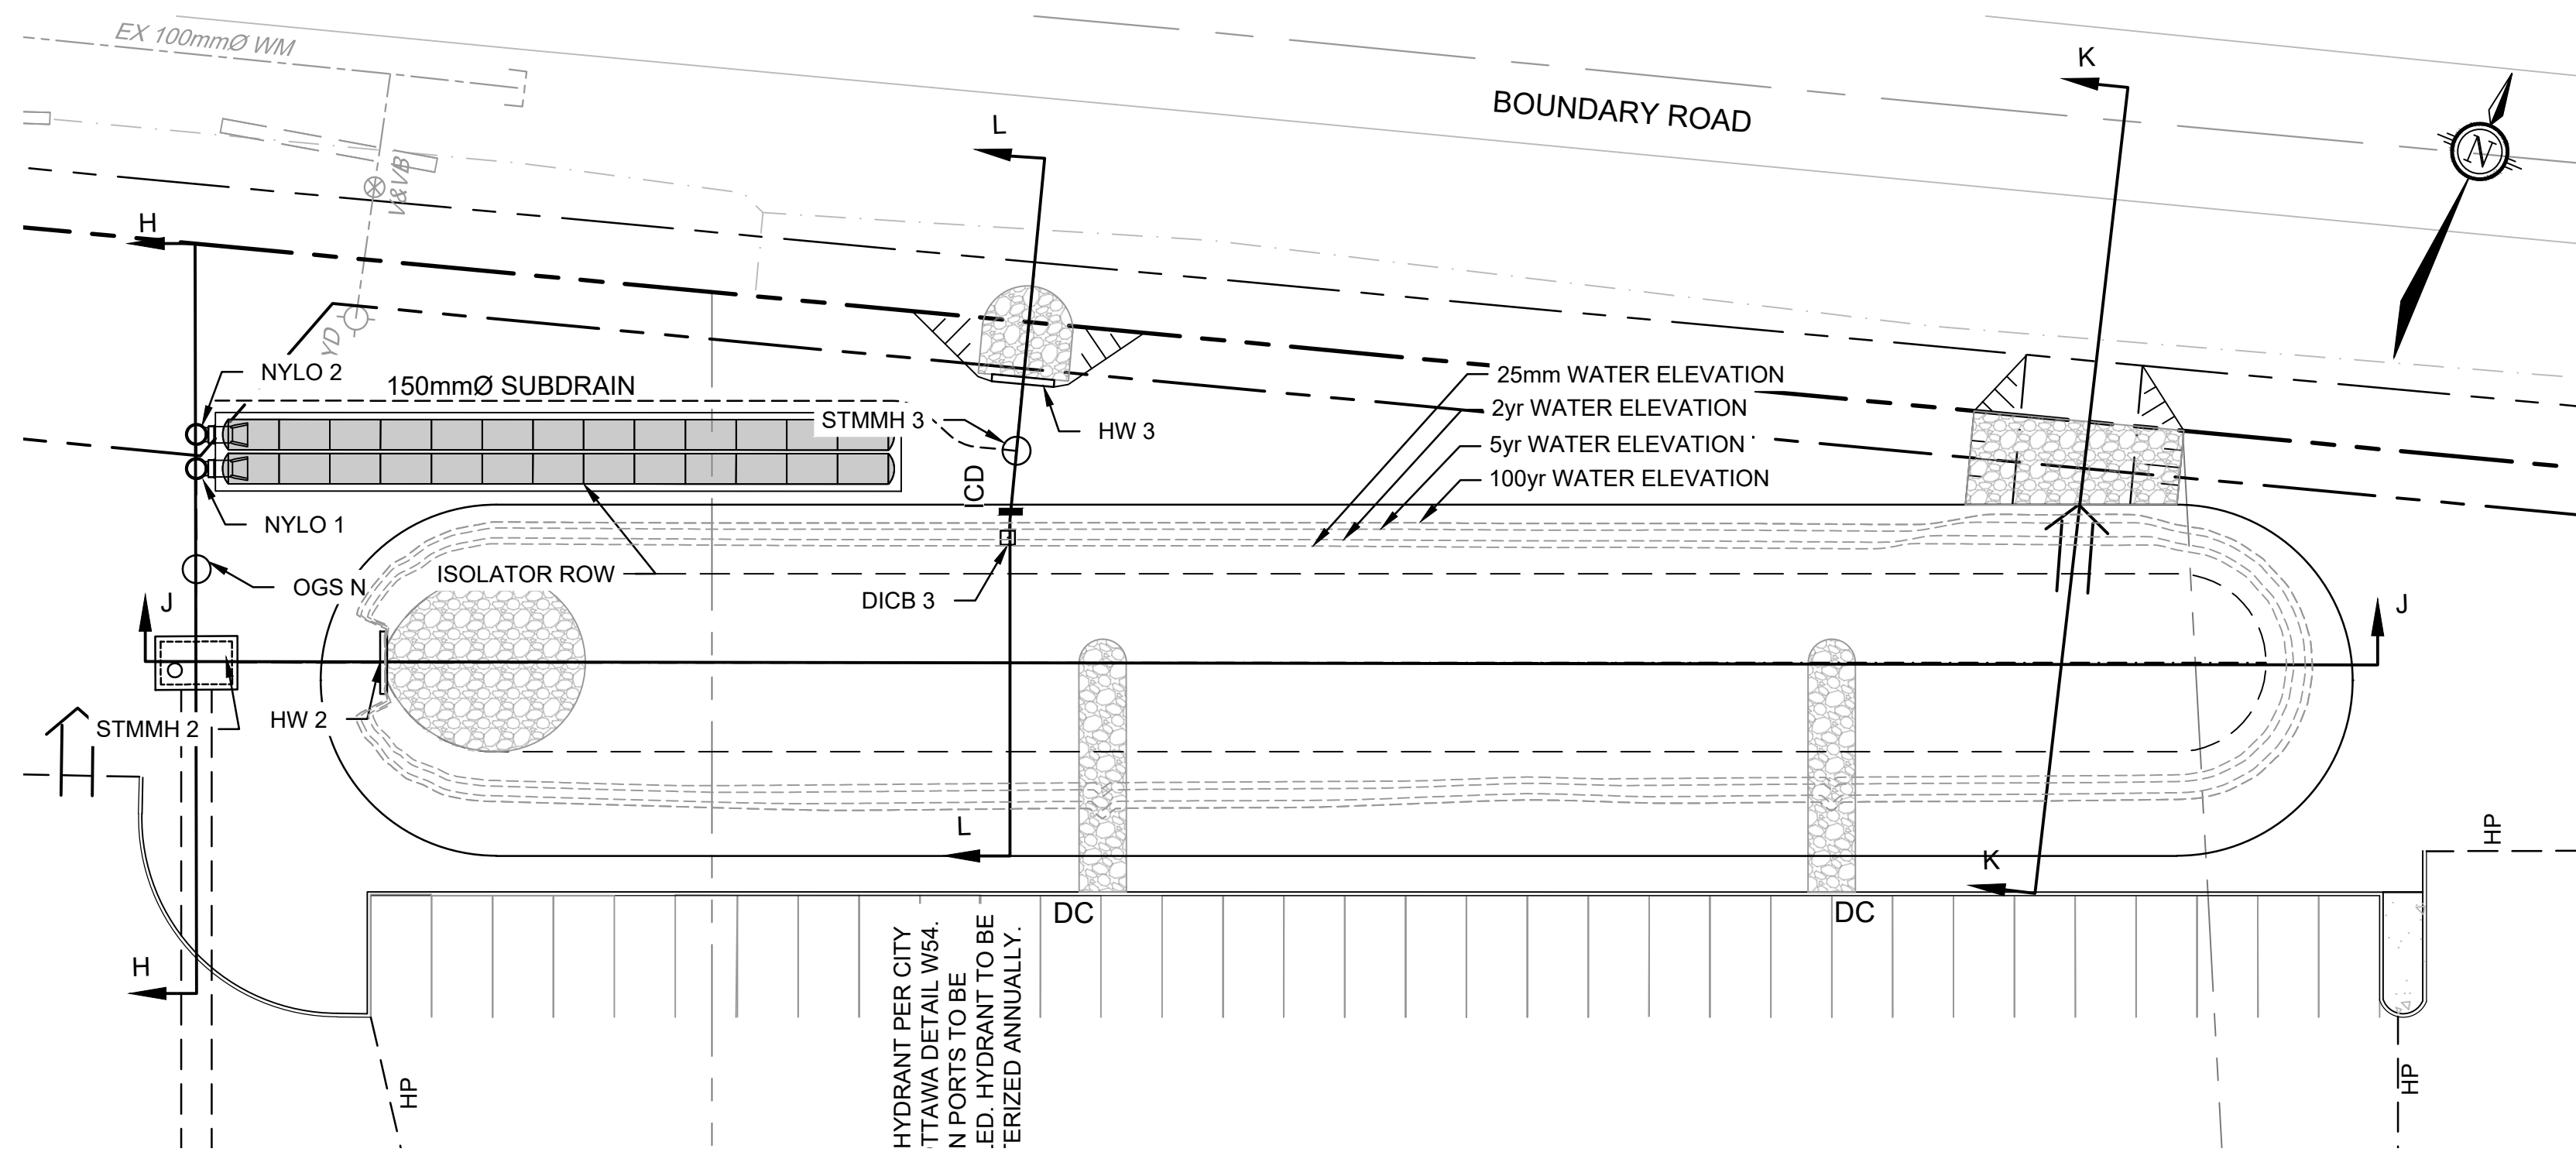 EX 100mmØ WM
K
BOUNDARY ROAD
L
N
V&VB
H
YD
NYLO 2
150mmØ SUBDRAIN
25mm WATER ELEVATION
2yr WATER ELEVATION
STMMH 3
HW 3
5yr WATER ELEVATION
ICD
100yr WATER ELEVATION
NYLO 1
ISOLATOR ROW
OGS N
DICB 3
J
J
HW 2
STMMH 2
L
HP
K
DC
DC
H
HYDRANT PER CITY
TTAWA DETAIL W54.
N PORTS TO BE
ED. HYDRANT TO BE
TERIZED ANNUALLY.
HP
HP